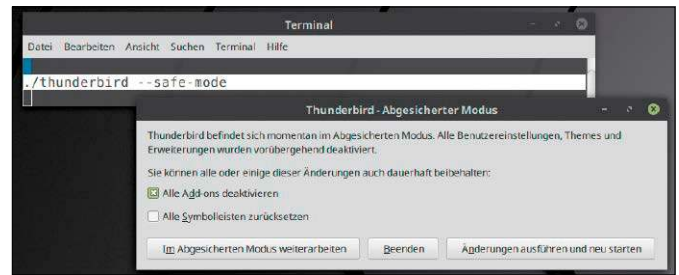 Terminal
Datei Bearbeiten Ansicht Suchen Terminal Hilfe
./thunderbird --safe-mode
Thunderbird - Abgesicherter Modus
Thunderbird befindet sich momentan im Abgesicherten Modus. Alle Benutzereinstellungen, Themes und
Erweiterungen wurden vorübergehend deaktiviert.
Sie können alle oder einige dieser Änderungen auch dauerhaft beibehalten:
Alle Add-ons deaktivieren
Alle Symbolleisten zurücksetzen
Im Abgesicherten Modus weiterarbeiten Beenden Änderungen ausführen und neu starten